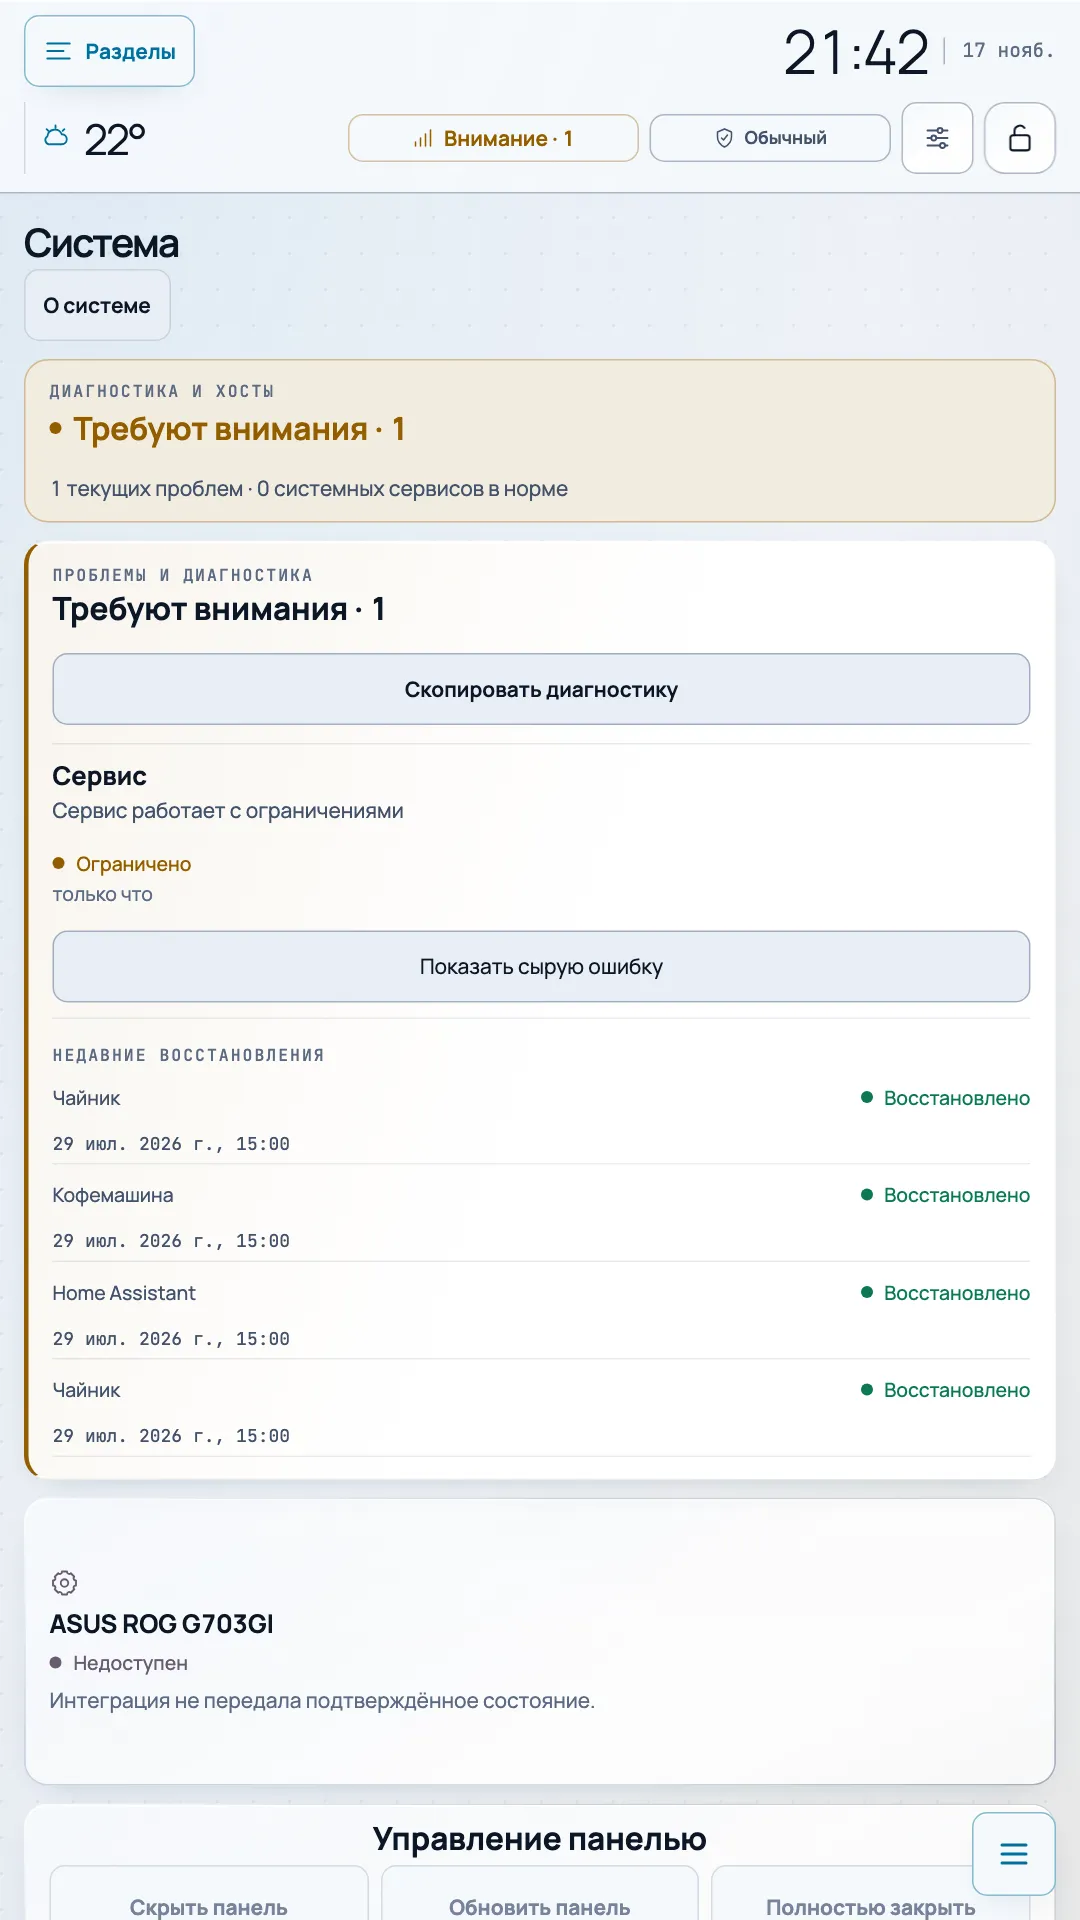 Разделы
21:42
17 нояб.
22°
Внимание · 1
Обычный
Система
О системе
ДИАГНОСТИКА И ХОСТЫ
Требуют внимания · 1
1 текущих проблем · 0 системных сервисов в норме
ПРОБЛЕМЫ И ДИАГНОСТИКА
Требуют внимания · 1
Скопировать диагностику
Сервис
Сервис работает с ограничениями
Ограничено
только что
Показать сырую ошибку
НЕДАВНИЕ ВОССТАНОВЛЕНИЯ
Чайник
Восстановлено
29 июл. 2026 г., 15:00
Кофемашина
Восстановлено
29 июл. 2026 г., 15:00
Home Assistant
Восстановлено
29 июл. 2026 г., 15:00
Чайник
Восстановлено
29 июл. 2026 г., 15:00
ASUS ROG G703GI
Недоступен
Интеграция не передала подтверждённое состояние.
Управление панелью
Скрыть панель
Обновить панель
Полностью закрыть